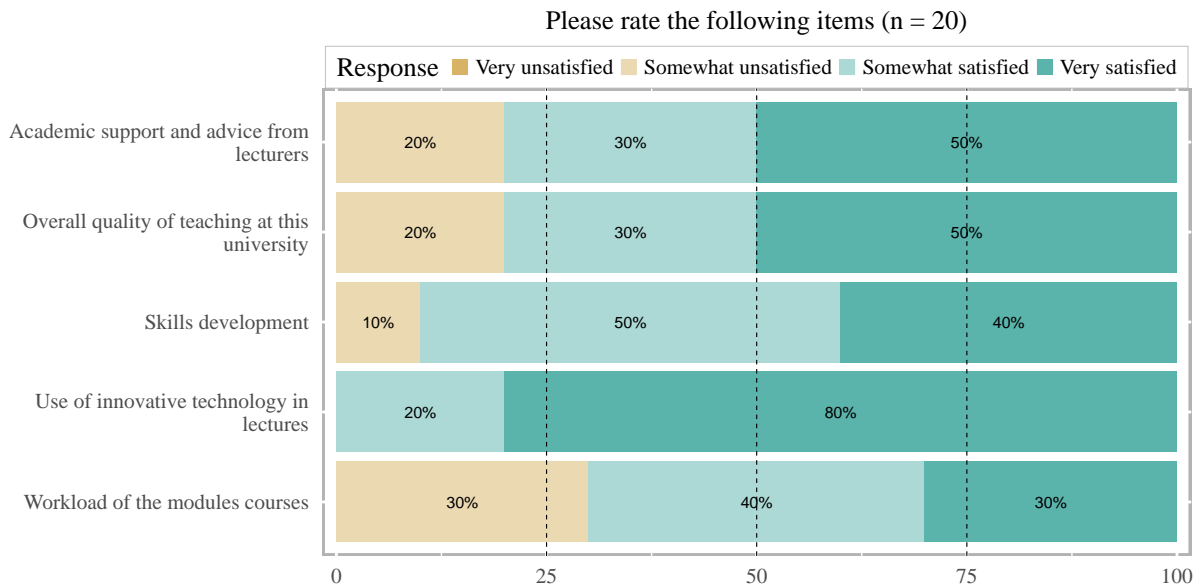 Please rate the following items (n = 20)
Response Very unsatisfied Somewhat unsatisfied Somewhat satisfied Very satisfied
Academic support and advice from
lecturers
20% 30% 50%
Overall quality of teaching at this
university
20% 30% 50%
Skills development
10% 50% 40%
Use of innovative technology in
lectures
20% 80%
Workload of the modules courses
30% 40% 30%
0 25 50 75 100